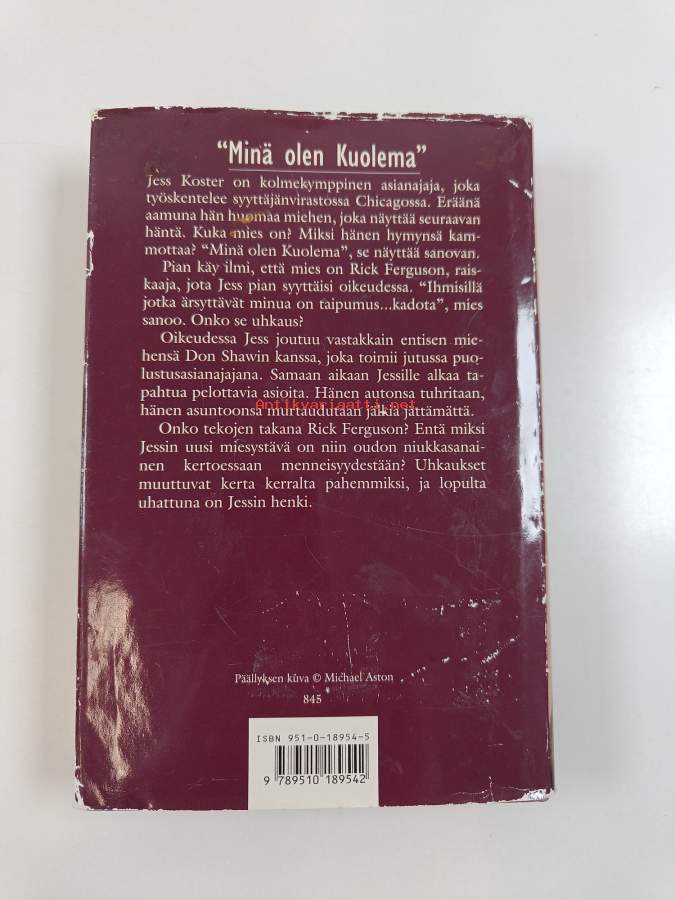 “Minä olen Kuolema”
Jess Koster on kolmekymppinen asianajaja, joka
työskentelee syyttäjänvirastossa Chicagossa. Eräänä
aamuna hän huomaa miehen, joka näyttää seuraavan
häntä. Kuka mies on? Miksi hänen hymynsä kam-
mottaa? “Minä olen Kuolema”, se näyttää sanovan.
Pian käy ilmi, että mies on Rick Ferguson, rais-
kaaja, jota Jess pian syyttäisi oikeudessa. “Ihmisillä
jotka ärsyttävät minua on taipumus...kadota”, mies
sanoo. Onko se uhkaus?
Oikeudessa Jess joutuu vastakkain entisen mie-
hensä Don Shawin kanssa, joka toimii jutussa puo-
lustusasianajajana. Samaan aikaan Jessille alkaa ta-
pahtua pelottavia asioita. Hänen autonsa tuhritaan,
Antikvariaatti.net
hänen asuntoonsa murtaudutaan jälkiä jättämättä.
Onko tekojen takana Rick Ferguson? Entä miksi
Jessin uusi miesystävä on niin oudon niukkasanai-
nen kertoessaan menneisyydestään? Uhkaukset
muuttuvat kerta kerralta pahemmiksi, ja lopulta
uhattuna on Jessin henki.
Päällyksen kuva © Michael Aston
845
ISBN 951-0-18954-5
9 789510 189542